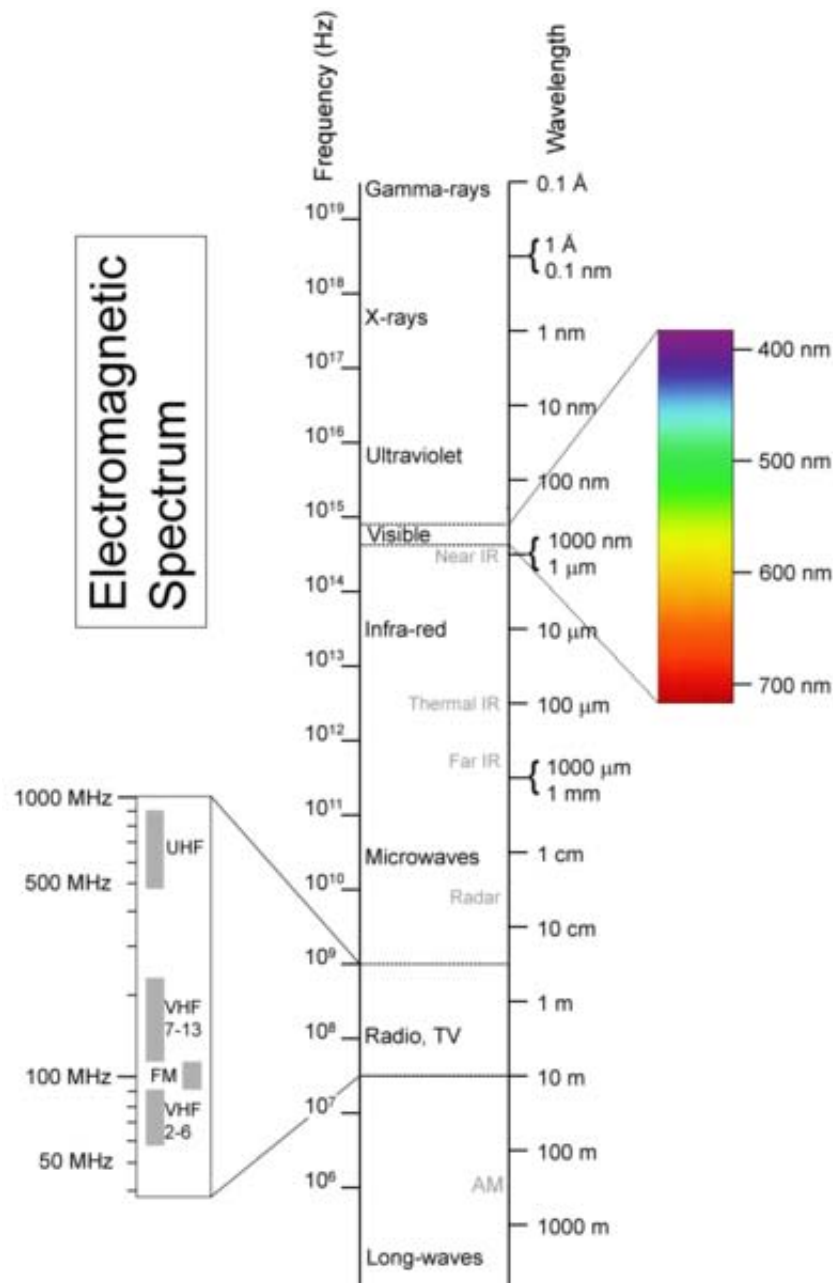 Frequency (Hz)
Wavelength
Electromagnetic
Spectrum
Gamma-rays
0.1 Å
10¹⁹
1 Å
0.1 nm
10¹⁸
X-rays
1 nm
10¹⁷
10 nm
10¹⁶
Ultraviolet
100 nm
10¹⁵
Visible
1000 nm
Near IR
1 μm
10¹⁴
Infra-red
10 μm
10¹³
Thermal IR
100 μm
10¹²
Far IR
1000 μm
1 mm
10¹¹
Microwaves
1 cm
10¹⁰
Radar
10 cm
10⁹
1 m
10⁸
Radio, TV
10 m
10⁷
100 m
10⁶
AM
1000 m
Long-waves
400 nm
500 nm
600 nm
700 nm
1000 MHz
UHF
500 MHz
VHF
7-13
100 MHz
FM
VHF
2-6
50 MHz